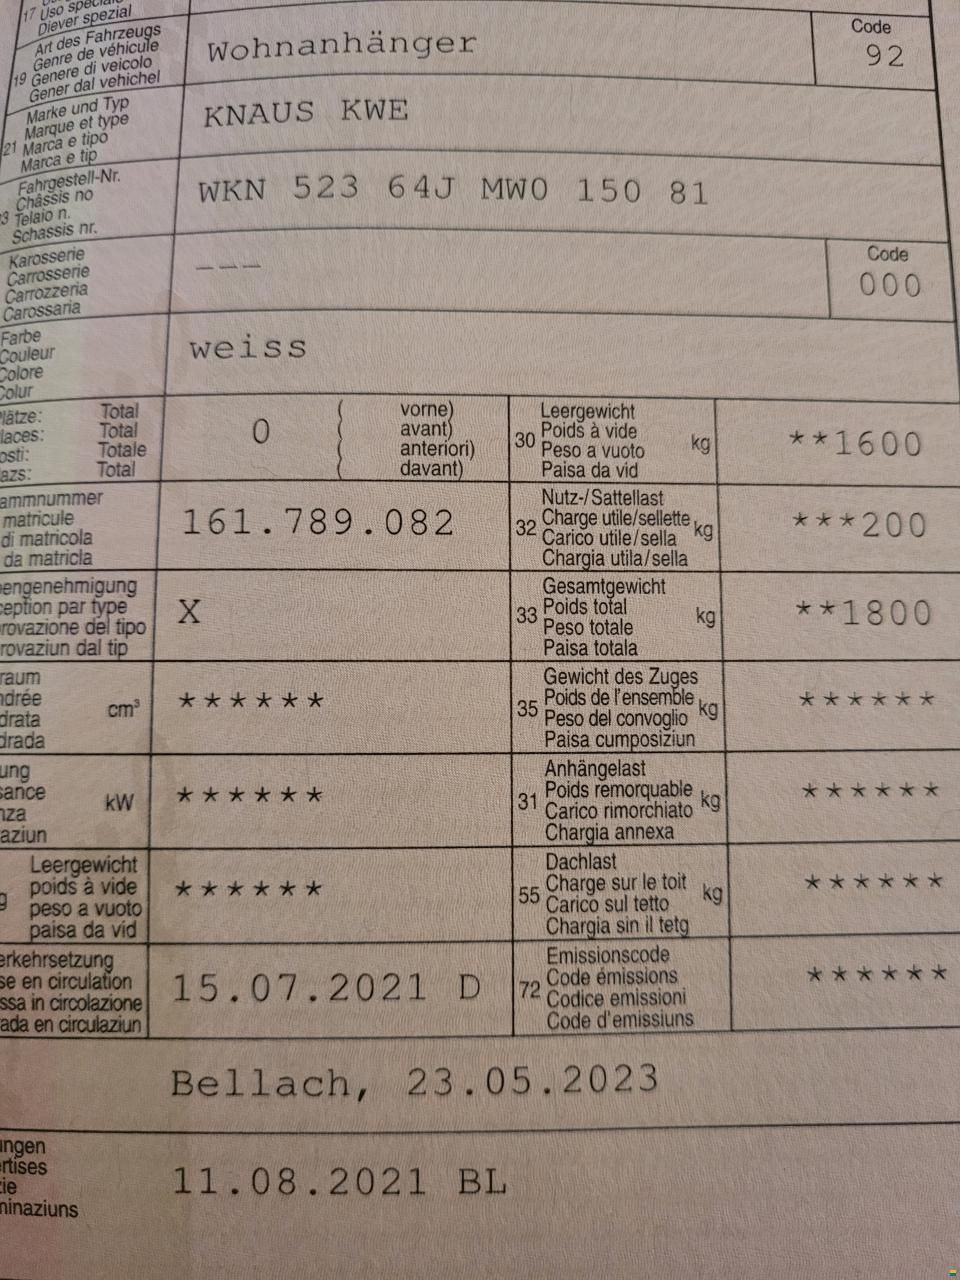 17 Uso speciale
Diever spezial
Art des Fahrzeugs
Genre de véhicule
19 Genere di veicolo
Gener dal vehichel
Wohnanhänger
Code
92
Marke und Typ
Marque et type
21 Marca e tipo
Marca e tip
KNAUS KWE
Fahrgestell-Nr.
Châssis no
3 Telaio n.
Schassis nr.
WKN 523 64J MW0 150 81
Karosserie
Carrosserie
Carrozzeria
Carossaria
---
Code
000
Farbe
Couleur
Colore
Colur
weiss
lätze: Total
laces: Total
osti: Totale
azs: Total
0
( vorne)
( avant)
( anteriori)
( davant)
Leergewicht
30 Poids à vide kg
Peso a vuoto
Paisa da vid
**1600
ammnummer
matricule
di matricola
da matricla
161.789.082
Nutz-/Sattellast
32 Charge utile/sellette kg
Carico utile/sella
Chargia utila/sella
***200
engenehmigung
ception par type
rovazione del tipo
rovaziun dal tip
X
Gesamtgewicht
33 Poids total kg
Peso totale
Paisa totala
**1800
raum
ndrée
drata cm³
drada
******
Gewicht des Zuges
35 Poids de l'ensemble kg
Peso del convoglio
Paisa cumposiziun
******
ung
sance kW
nza
aziun
******
Anhängelast
31 Poids remorquable kg
Carico rimorchiato
Chargia annexa
******
Leergewicht
poids à vide
g peso a vuoto
paisa da vid
******
Dachlast
55 Charge sur le toit kg
Carico sul tetto
Chargia sin il tetg
******
erkehrsetzung
se en circulation
ssa in circolazione
ada en circulaziun
15.07.2021 D
Emissionscode
72 Code émissions
Codice emissioni
Code d'emissiuns
******
Bellach, 23.05.2023
ungen
rtises
ie
minaziuns
11.08.2021 BL